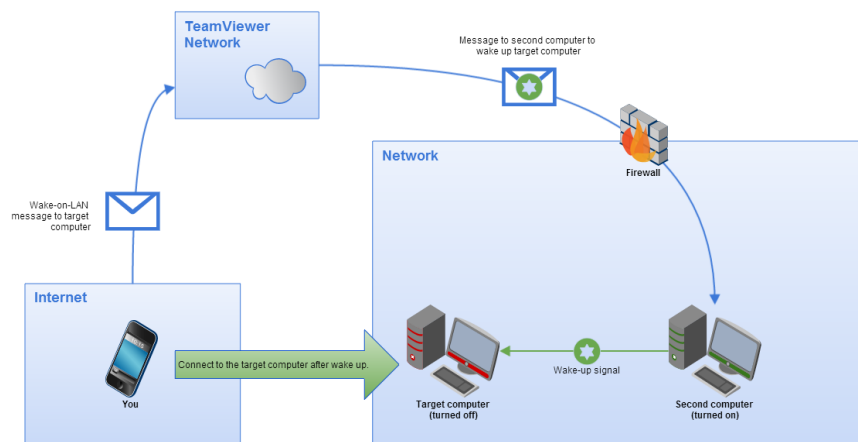 TeamViewer
Network
Message to second computer to
wake up target computer
Network
Firewall
Wake-on-LAN
message to target
computer
Internet
You
Connect to the target computer after wake up.
Target computer
(turned off)
Wake-up signal
Second computer
(turned on)